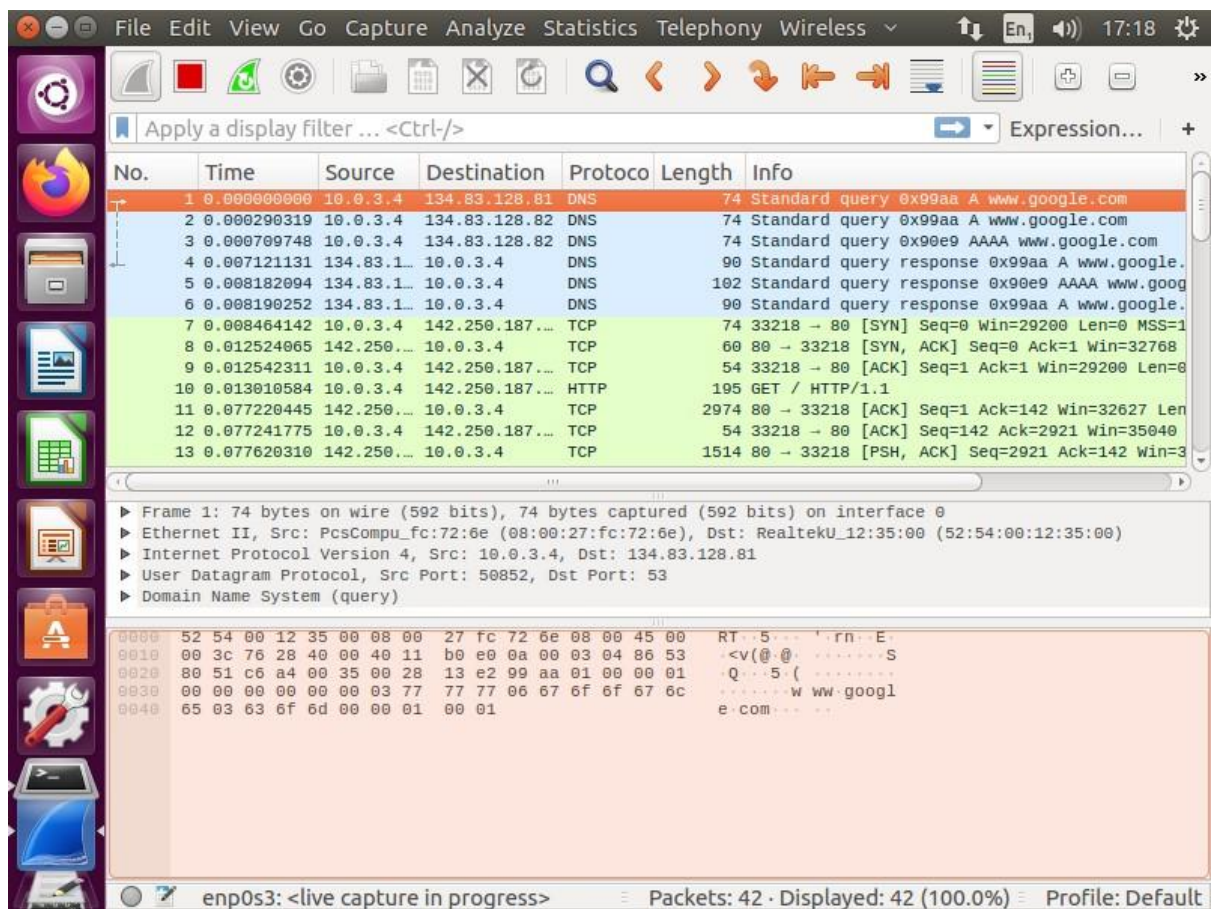 File Edit View Go Capture Analyze Statistics Telephony Wireless En 17:18
Apply a display filter … <Ctrl-/> Expression… +
No. Time Source Destination Protoco Length Info
1 0.000000000 10.0.3.4 134.83.128.81 DNS 74 Standard query 0x99aa A www.google.com
2 0.000290319 10.0.3.4 134.83.128.82 DNS 74 Standard query 0x99aa A www.google.com
3 0.000709748 10.0.3.4 134.83.128.82 DNS 74 Standard query 0x90e9 AAAA www.google.com
4 0.007121131 134.83.1… 10.0.3.4 DNS 90 Standard query response 0x99aa A www.google.
5 0.008182094 134.83.1… 10.0.3.4 DNS 102 Standard query response 0x90e9 AAAA www.goog
6 0.008190252 134.83.1… 10.0.3.4 DNS 90 Standard query response 0x99aa A www.google.
7 0.008464142 10.0.3.4 142.250.187.… TCP 74 33218 → 80 [SYN] Seq=0 Win=29200 Len=0 MSS=1
8 0.012524065 142.250.… 10.0.3.4 TCP 60 80 → 33218 [SYN, ACK] Seq=0 Ack=1 Win=32768
9 0.012542311 10.0.3.4 142.250.187.… TCP 54 33218 → 80 [ACK] Seq=1 Ack=1 Win=29200 Len=0
10 0.013010584 10.0.3.4 142.250.187.… HTTP 195 GET / HTTP/1.1
11 0.077220445 142.250.… 10.0.3.4 TCP 2974 80 → 33218 [ACK] Seq=1 Ack=142 Win=32627 Len
12 0.077241775 10.0.3.4 142.250.187.… TCP 54 33218 → 80 [ACK] Seq=142 Ack=2921 Win=35040
13 0.077620310 142.250.… 10.0.3.4 TCP 1514 80 → 33218 [PSH, ACK] Seq=2921 Ack=142 Win=3
Frame 1: 74 bytes on wire (592 bits), 74 bytes captured (592 bits) on interface 0
Ethernet II, Src: PcsCompu_fc:72:6e (08:00:27:fc:72:6e), Dst: RealtekU_12:35:00 (52:54:00:12:35:00)
Internet Protocol Version 4, Src: 10.0.3.4, Dst: 134.83.128.81
User Datagram Protocol, Src Port: 50852, Dst Port: 53
Domain Name System (query)
0000 52 54 00 12 35 00 08 00 27 fc 72 6e 08 00 45 00 RT··5··· '·rn··E·
0010 00 3c 76 28 40 00 40 11 b0 e0 0a 00 03 04 86 53 ·<v(@·@· ·······S
0020 80 51 c6 a4 00 35 00 28 13 e2 99 aa 01 00 00 01 ·Q···5·( ········
0030 00 00 00 00 00 00 03 77 77 77 06 67 6f 6f 67 6c ·······w ww·googl
0040 65 03 63 6f 6d 00 00 01 00 01 e·com··· ··
enp0s3: <live capture in progress> Packets: 42 · Displayed: 42 (100.0%) Profile: Default